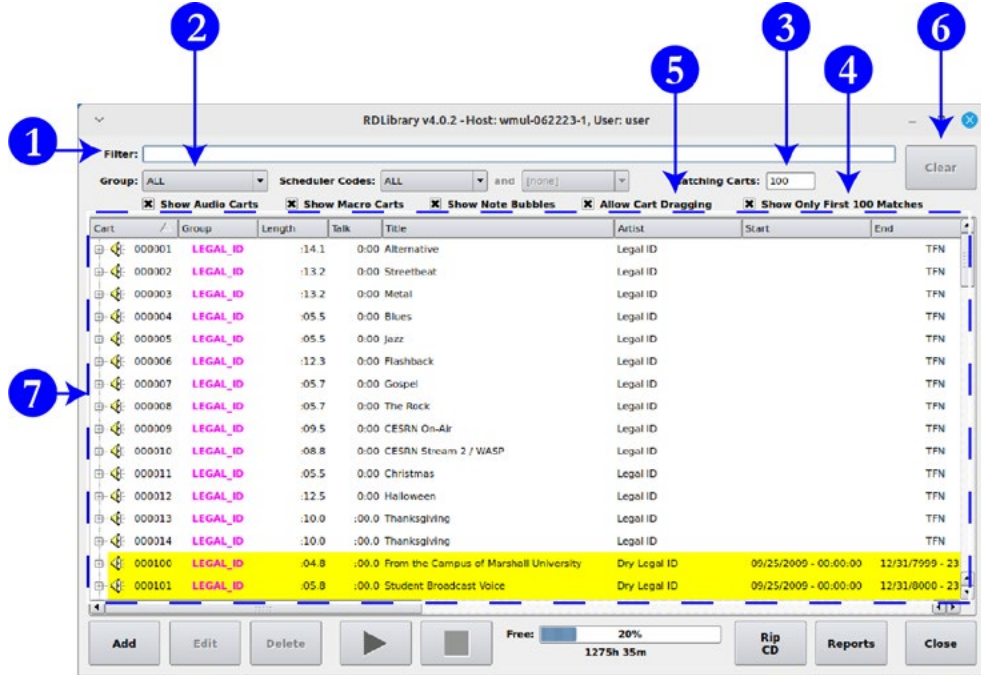 2
3
6
5
4
RDLibrary v4.0.2 - Host: wmul-062223-1, User: user
1
Filter:
Clear
Group: ALL Scheduler Codes: ALL and [none] Matching Carts: 100
Show Audio Carts Show Macro Carts Show Note Bubbles Allow Cart Dragging Show Only First 100 Matches
Cart Group Length Talk Title Artist Start End
000001 LEGAL_ID :14.1 0:00 Alternative Legal ID TFN
000002 LEGAL_ID :13.2 0:00 Streetbeat Legal ID TFN
000003 LEGAL_ID :13.2 0:00 Metal Legal ID TFN
000004 LEGAL_ID :05.5 0:00 Blues Legal ID TFN
000005 LEGAL_ID :05.5 0:00 Jazz Legal ID TFN
000006 LEGAL_ID :12.3 0:00 Flashback Legal ID TFN
7
000007 LEGAL_ID :05.7 0:00 Gospel Legal ID TFN
000008 LEGAL_ID :05.7 0:00 The Rock Legal ID TFN
000009 LEGAL_ID :09.5 0:00 CESRN On-Air Legal ID TFN
000010 LEGAL_ID :08.8 0:00 CESRN Stream 2 / WASP Legal ID TFN
000011 LEGAL_ID :05.5 0:00 Christmas Legal ID TFN
000012 LEGAL_ID :12.5 0:00 Halloween Legal ID TFN
000013 LEGAL_ID :10.0 :00.0 Thanksgiving Legal ID TFN
000014 LEGAL_ID :10.0 :00.0 Thanksgiving Legal ID TFN
000100 LEGAL_ID :04.8 :00.0 From the Campus of Marshall University Dry Legal ID 09/25/2009 - 00:00:00 12/31/7999 - 23
000101 LEGAL_ID :05.8 :00.0 Student Broadcast Voice Dry Legal ID 09/25/2009 - 00:00:00 12/31/8000 - 23
Add Edit Delete Free: 20% Rip CD Reports Close
1275h 35m